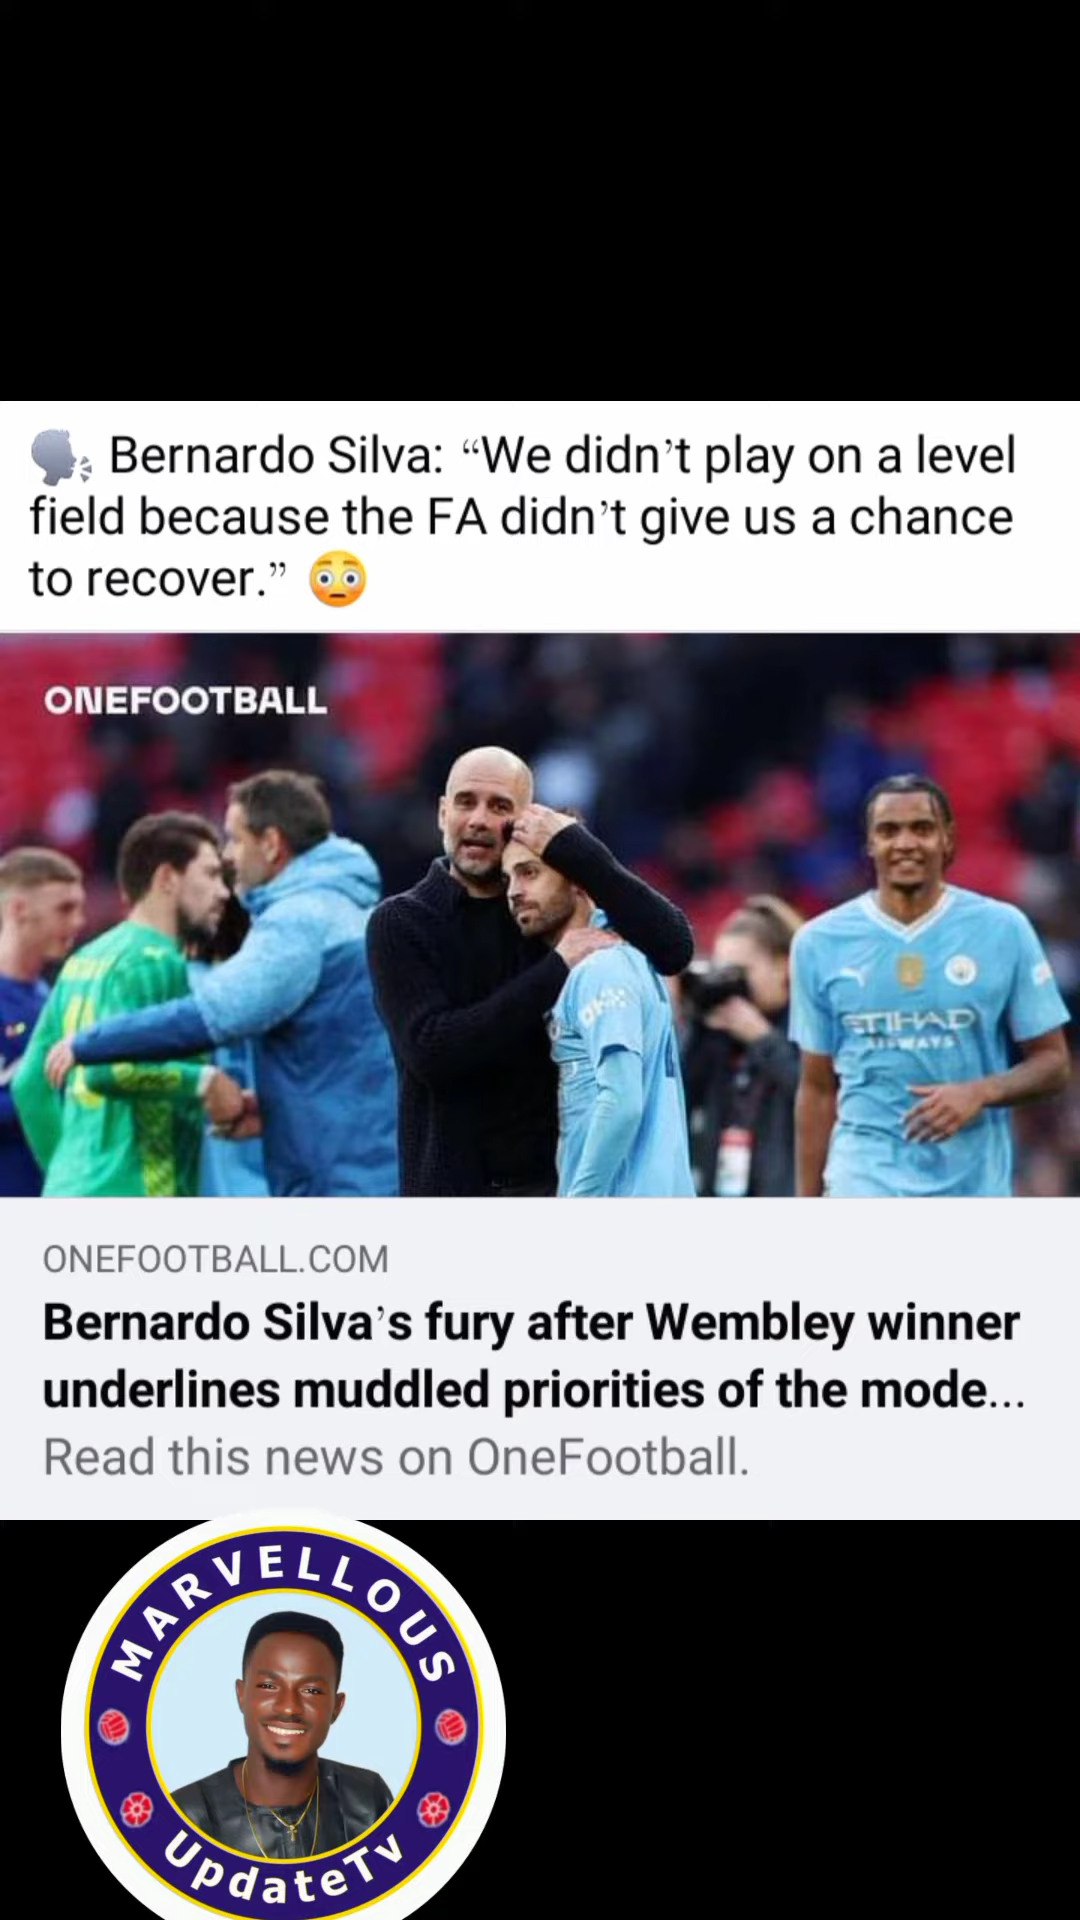 🗣 Bernardo Silva: “We didn’t play on a level
field because the FA didn’t give us a chance
to recover.” 😳
ONEFOOTBALL
ETIHAD
AIRWAYS
ONEFOOTBALL.COM
Bernardo Silva’s fury after Wembley winner
underlines muddled priorities of the mode...
Read this news on OneFootball.
MARVELLOUS
UpdateTv